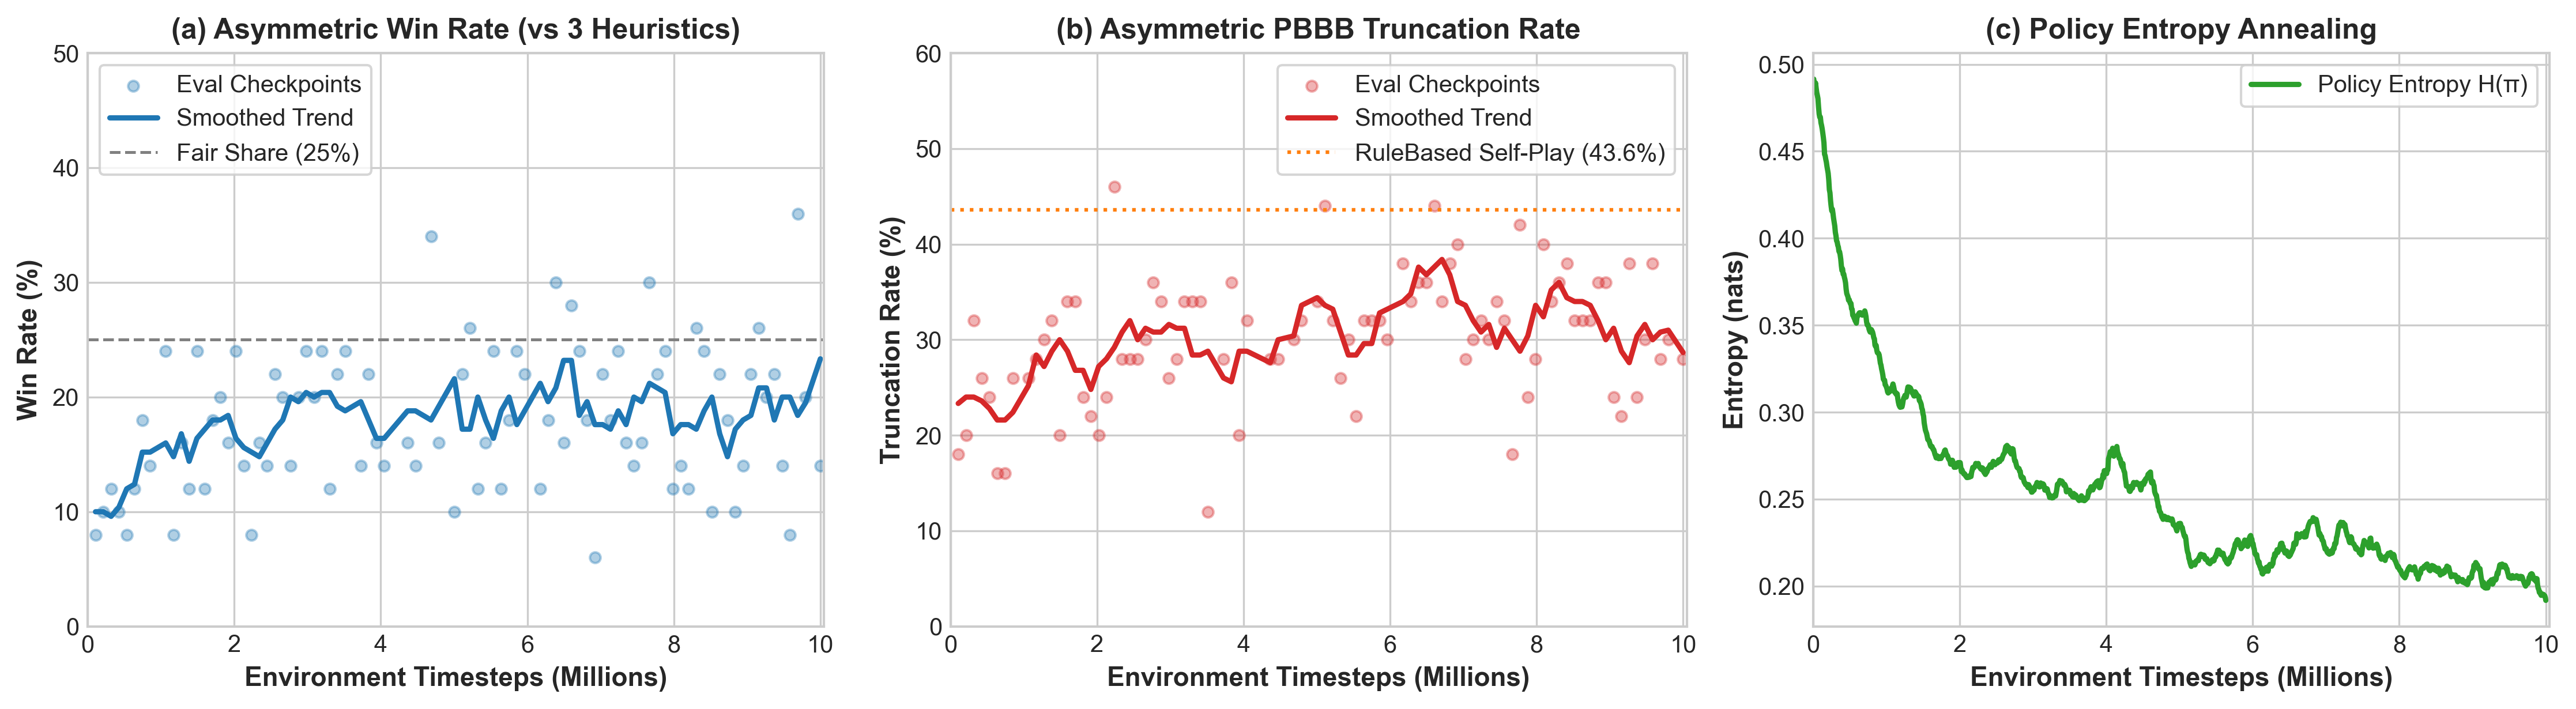 (a) Asymmetric Win Rate (vs 3 Heuristics)
Win Rate (%)
50
40
30
20
10
0
Eval Checkpoints
Smoothed Trend
Fair Share (25%)
0 2 4 6 8 10
Environment Timesteps (Millions)
(b) Asymmetric PBBB Truncation Rate
Truncation Rate (%)
60
50
40
30
20
10
0
Eval Checkpoints
Smoothed Trend
RuleBased Self-Play (43.6%)
0 2 4 6 8 10
Environment Timesteps (Millions)
(c) Policy Entropy Annealing
Entropy (nats)
0.50
0.45
0.40
0.35
0.30
0.25
0.20
Policy Entropy H(π)
0 2 4 6 8 10
Environment Timesteps (Millions)